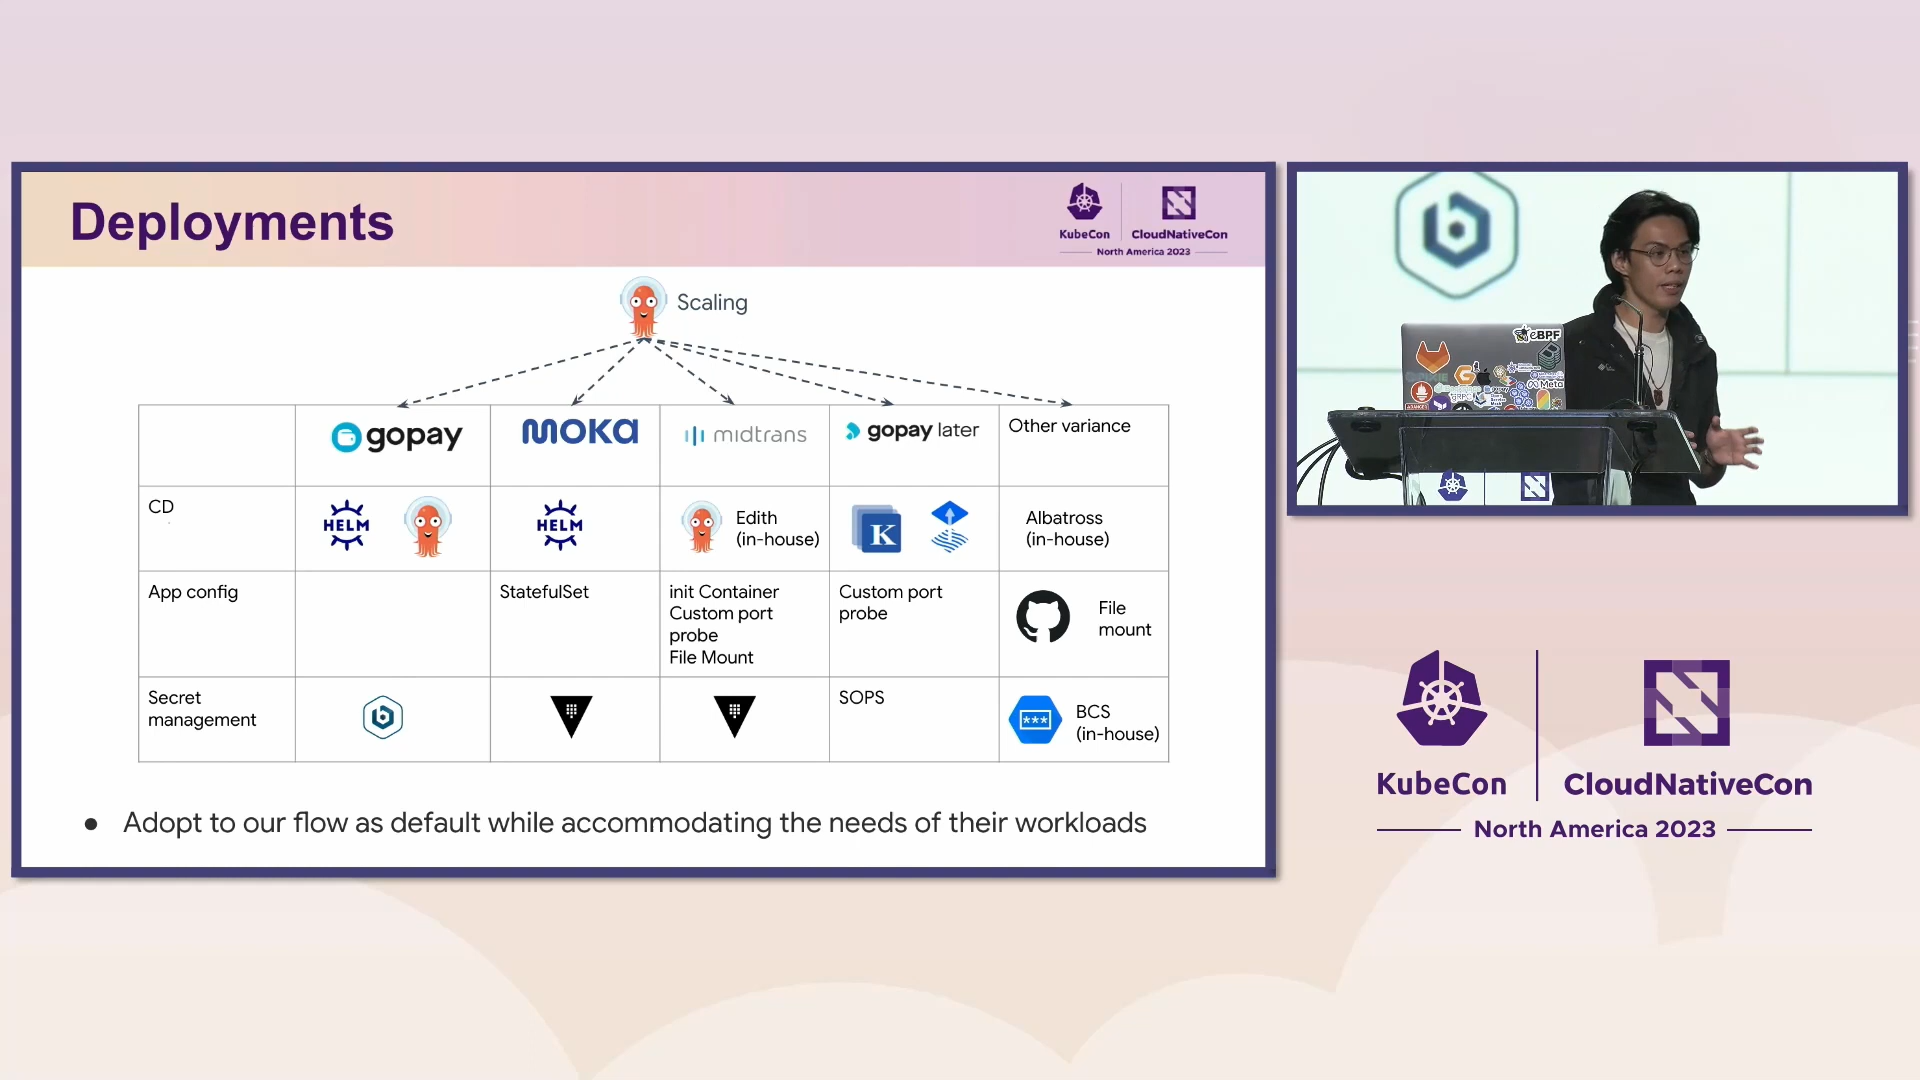 Deployments
KubeCon
CloudNativeCon
North America 2023
Scaling
gopay
MOKA
midtrans
gopay later
Other variance
CD
HELM
HELM
Edith
(in-house)
K
Albatross
(in-house)
App config
StatefulSet
init Container
Custom port
probe
File Mount
Custom port
probe
File
mount
Secret
management
SOPS
***
BCS
(in-house)
● Adopt to our flow as default while accommodating the needs of their workloads
eBPF
Meta
GRPC
KubeCon
CloudNativeCon
North America 2023